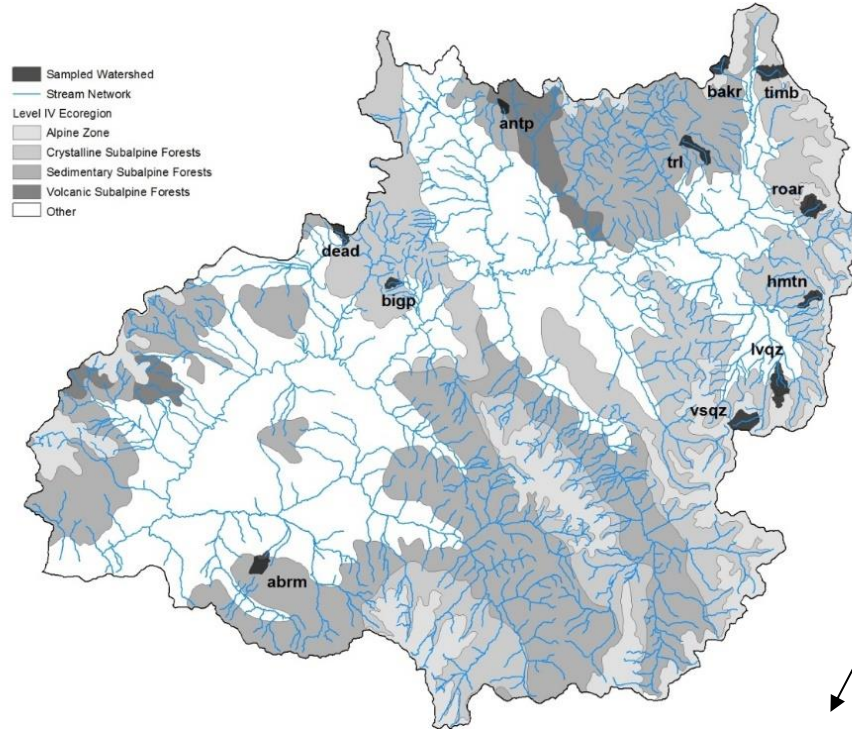 Sampled Watershed
Stream Network
Level IV Ecoregion
Alpine Zone
Crystalline Subalpine Forests
Sedimentary Subalpine Forests
Volcanic Subalpine Forests
Other
bakr
timb
antp
trl
roar
dead
hmtn
bigp
lvqz
vsqz
abrm